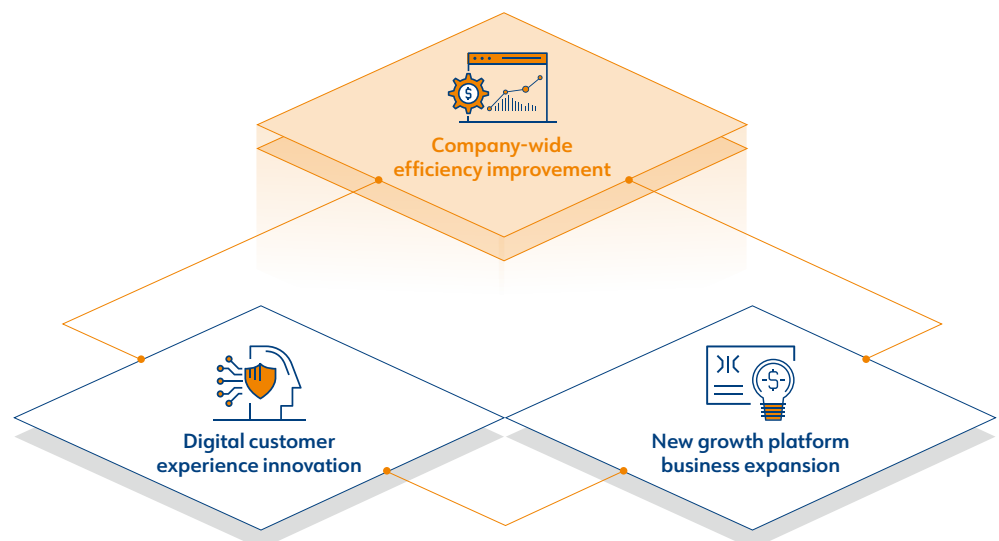 Company-wide
efficiency improvement
Digital customer
experience innovation
New growth platform
business expansion